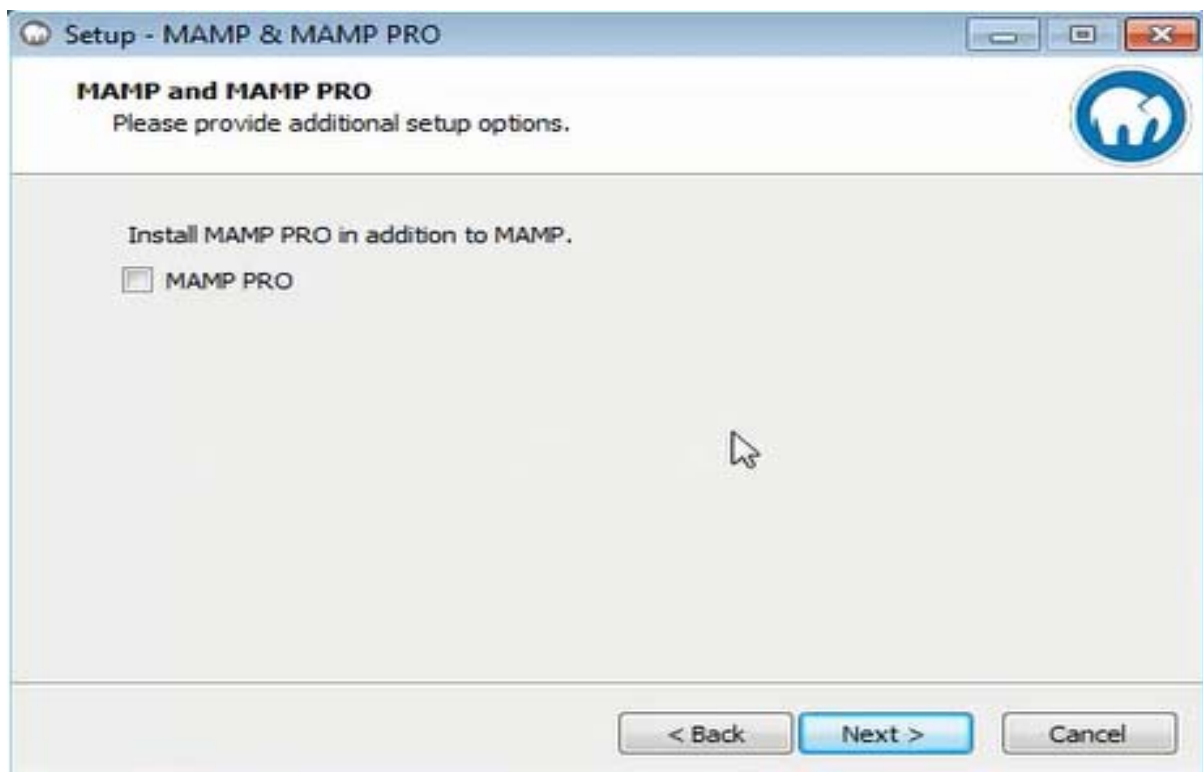 Setup - MAMP & MAMP PRO
MAMP and MAMP PRO
Please provide additional setup options.
Install MAMP PRO in addition to MAMP.
MAMP PRO
< Back Next > Cancel